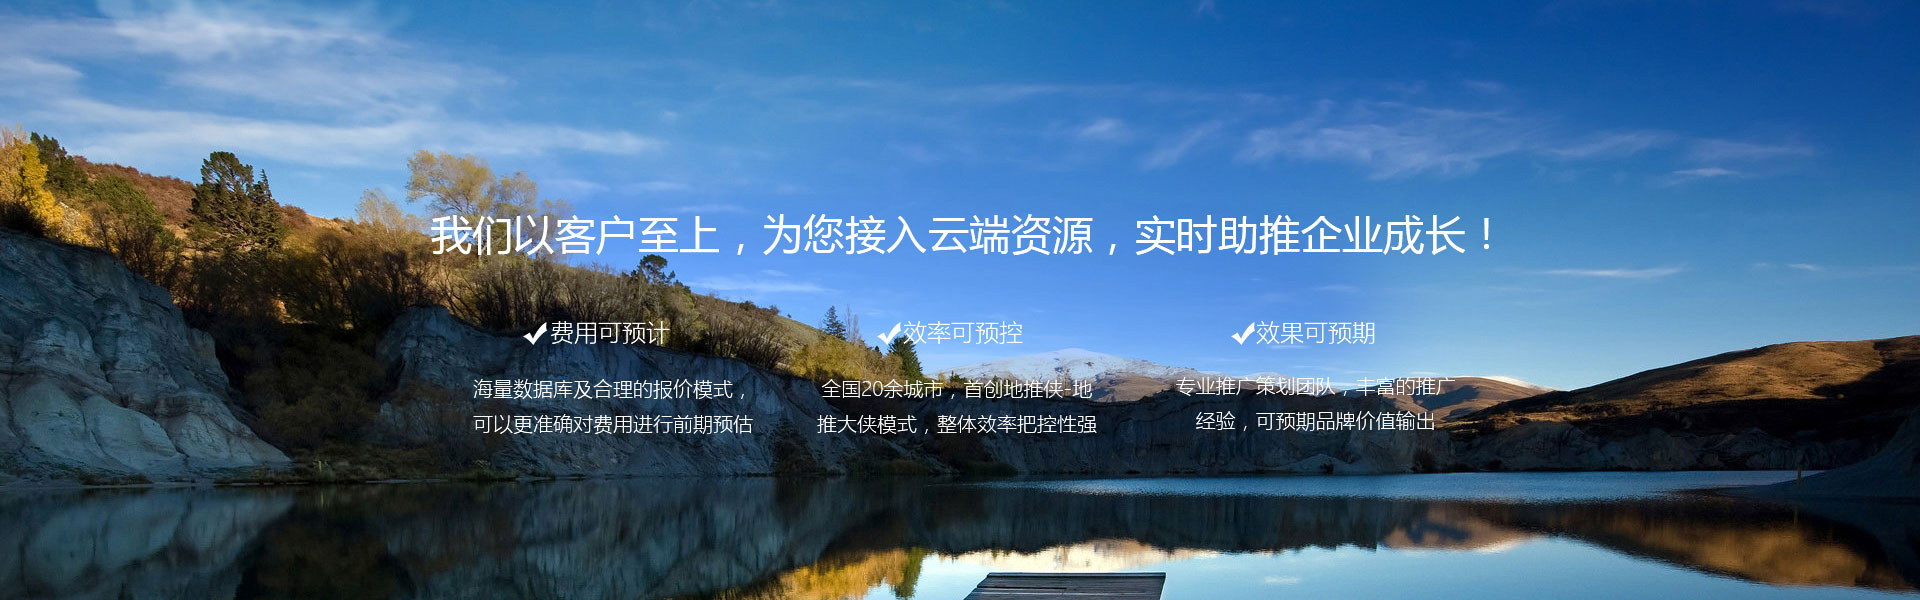 我们以客户至上，为您接入云端资源，实时助推企业成长！
费用可预计
海量数据库及合理的报价模式，
可以更准确对费用进行前期预估
效率可预控
全国20余城市，首创地推侠-地
推大侠模式，整体效率把控性强
效果可预期
专业推广策划团队，丰富的推广
经验，可预期品牌价值输出